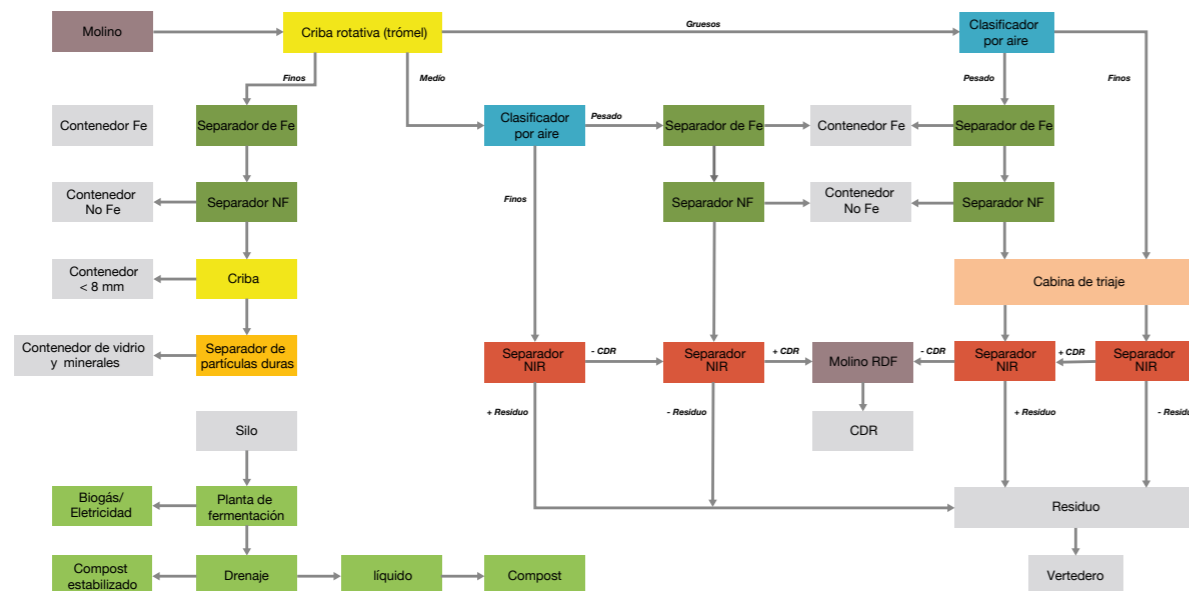 Molino
Criba rotativa (trómel)
Gruesos
Clasificador
por aire
Finos
Medio
Pesado
Finos
Contenedor Fe
Separador de Fe
Clasificador
por aire
Pesado
Separador de Fe
Contenedor Fe
Separador de Fe
Contenedor
No Fe
Separador NF
Finos
Separador NF
Contenedor
No Fe
Separador NF
Contenedor
< 8 mm
Criba
Cabina de triaje
Contenedor de vidrio
y minerales
Separador de
partículas duras
Separador
NIR
- CDR
Separador
NIR
+ CDR
Molino RDF
- CDR
Separador
NIR
+ CDR
Separador
NIR
+ Residuo
- Residuo
+ Residuo
- Residu
Silo
CDR
Biogás/
Eletricidad
Planta de
fermentación
Residuo
Compost
estabilizado
Drenaje
líquido
Compost
Vertedero